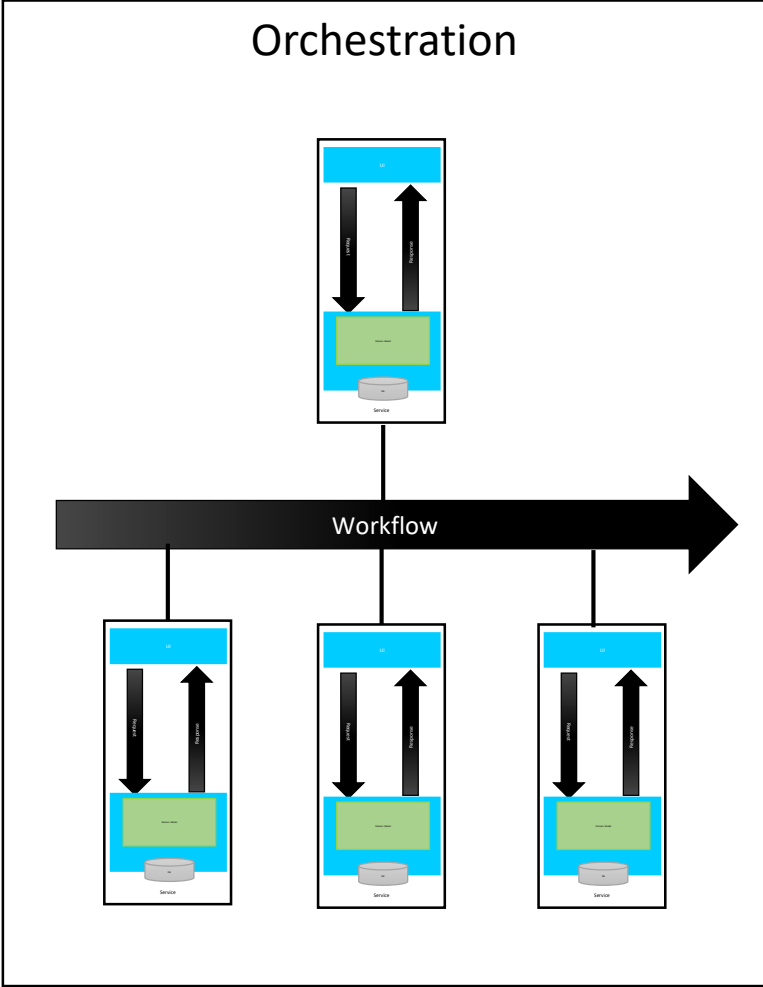 Orchestration
UI
Request
Response
Service
Workflow
UI
Request
Response
Service
UI
Request
Response
Service
UI
Request
Response
Service